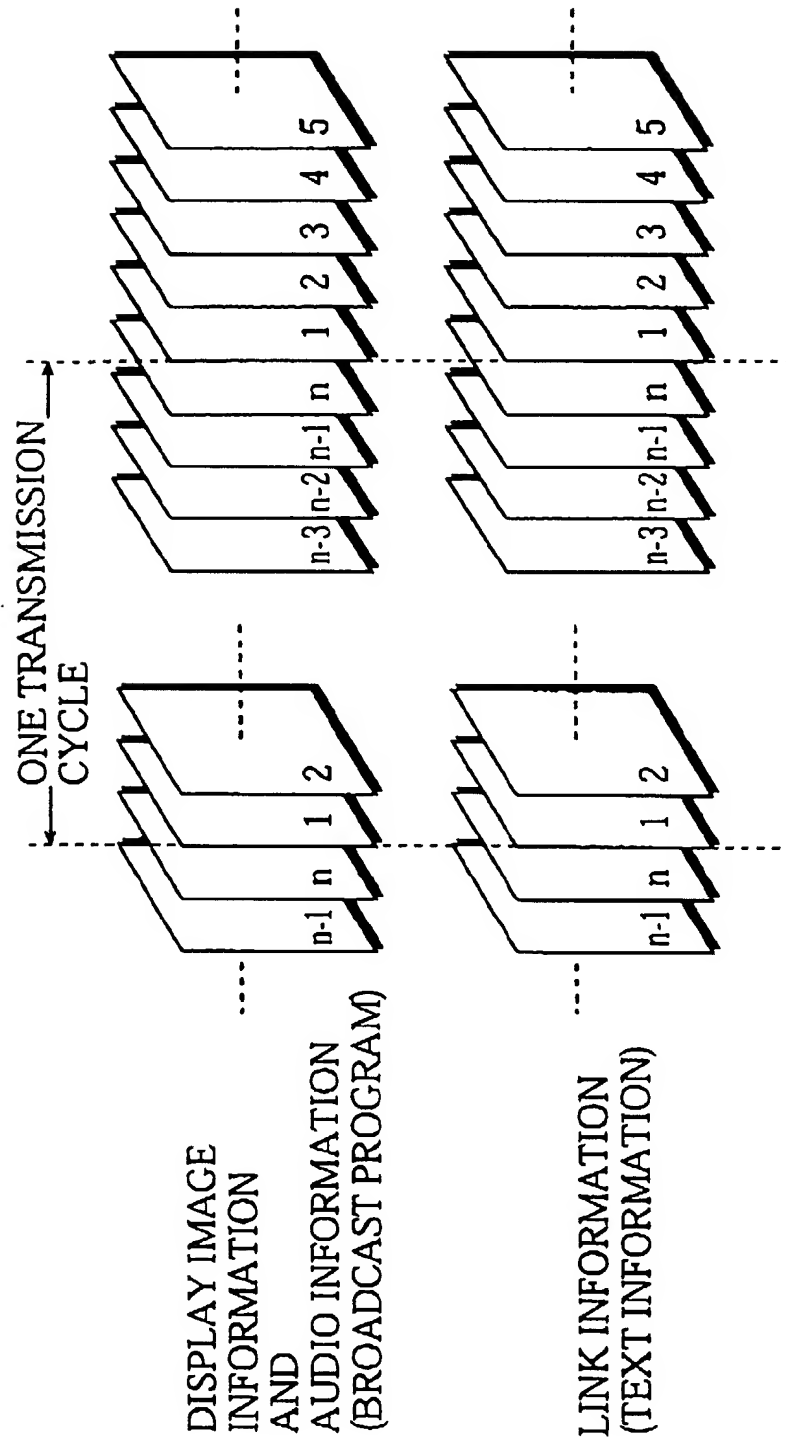 ONE TRANSMISSION
CYCLE
DISPLAY IMAGE
INFORMATION
AND
AUDIO INFORMATION
(BROADCAST PROGRAM)
n-1 n 1 2 n-3 n-2 n-1 n 1 2 3 4 5
LINK INFORMATION
(TEXT INFORMATION)
n-1 n 1 2 n-3 n-2 n-1 n 1 2 3 4 5